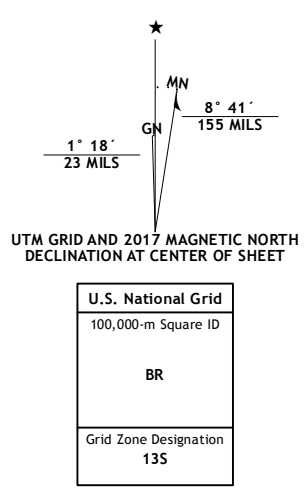 MN
8° 41´
155 MILS
GN
1° 18´
23 MILS
UTM GRID AND 2017 MAGNETIC NORTH
DECLINATION AT CENTER OF SHEET
U.S. National Grid
100,000-m Square ID
BR
Grid Zone Designation
13S